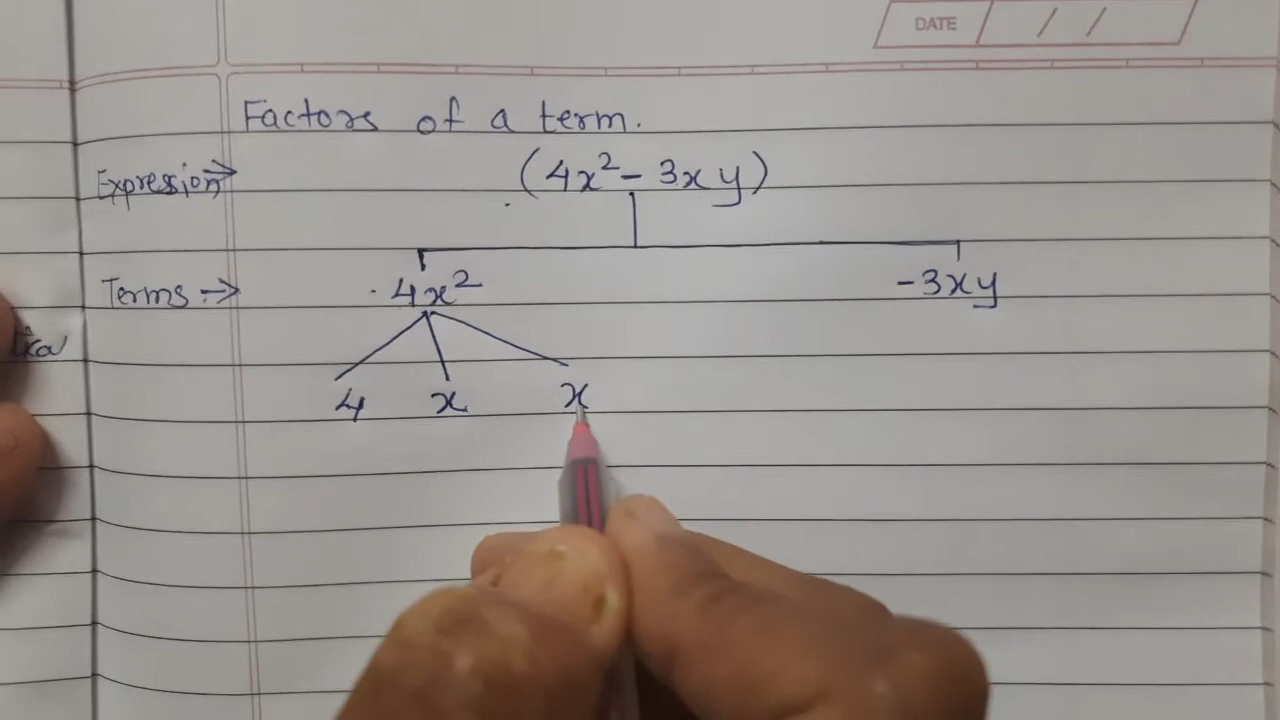 DATE / /
Factors of a term.
Expression → (4x² - 3xy)
Terms → 4x² -3xy
4 x x